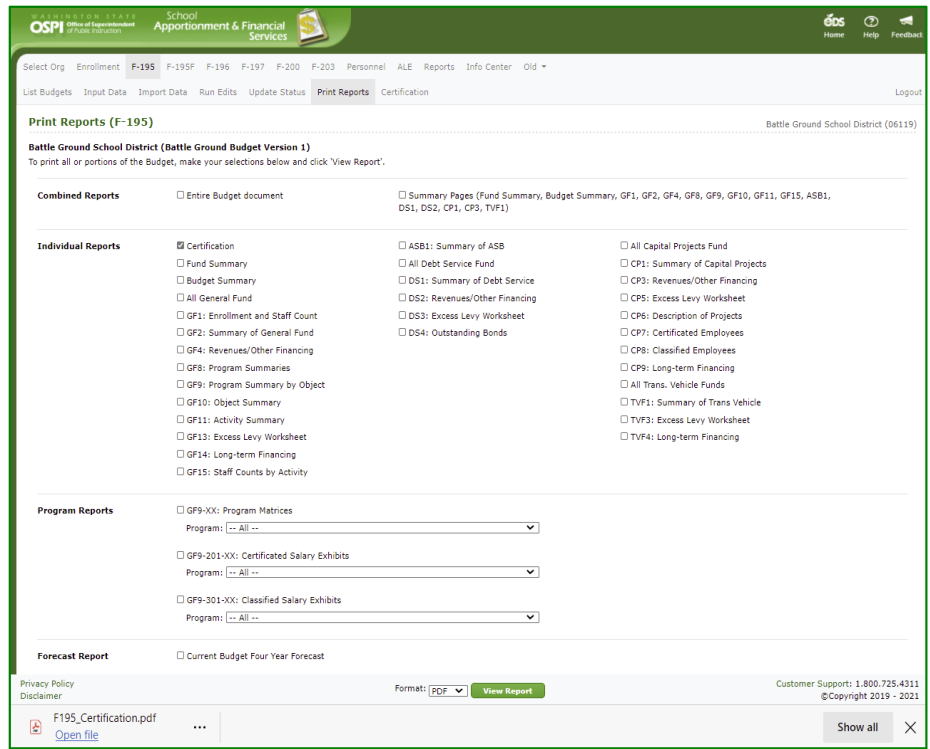 WASHINGTON STATE
OSPI Office of Superintendent
of Public Instruction
School
Apportionment & Financial
Services
eds
Home
Help
Feedback
Select Org Enrollment F-195 F-195F F-196 F-197 F-200 F-203 Personnel ALE Reports Info Center Old
List Budgets Input Data Import Data Run Edits Update Status Print Reports Certification Logout
Print Reports (F-195)
Battle Ground School District (06119)
Battle Ground School District (Battle Ground Budget Version 1)
To print all or portions of the Budget, make your selections below and click 'View Report'.
Combined Reports
Entire Budget document
Summary Pages (Fund Summary, Budget Summary, GF1, GF2, GF4, GF8, GF9, GF10, GF11, GF15, ASB1,
DS1, DS2, CP1, CP3, TVF1)
Individual Reports
Certification
Fund Summary
Budget Summary
All General Fund
GF1: Enrollment and Staff Count
GF2: Summary of General Fund
GF4: Revenues/Other Financing
GF8: Program Summaries
GF9: Program Summary by Object
GF10: Object Summary
GF11: Activity Summary
GF13: Excess Levy Worksheet
GF14: Long-term Financing
GF15: Staff Counts by Activity
ASB1: Summary of ASB
All Debt Service Fund
DS1: Summary of Debt Service
DS2: Revenues/Other Financing
DS3: Excess Levy Worksheet
DS4: Outstanding Bonds
All Capital Projects Fund
CP1: Summary of Capital Projects
CP3: Revenues/Other Financing
CP5: Excess Levy Worksheet
CP6: Description of Projects
CP7: Certificated Employees
CP8: Classified Employees
CP9: Long-term Financing
All Trans. Vehicle Funds
TVF1: Summary of Trans Vehicle
TVF3: Excess Levy Worksheet
TVF4: Long-term Financing
Program Reports
GF9-XX: Program Matrices
Program: -- All --
GF9-201-XX: Certificated Salary Exhibits
Program: -- All --
GF9-301-XX: Classified Salary Exhibits
Program: -- All --
Forecast Report
Current Budget Four Year Forecast
Privacy Policy
Disclaimer
Format: PDF View Report
Customer Support: 1.800.725.4311
©Copyright 2019 - 2021
F195_Certification.pdf
Open file
...
Show all